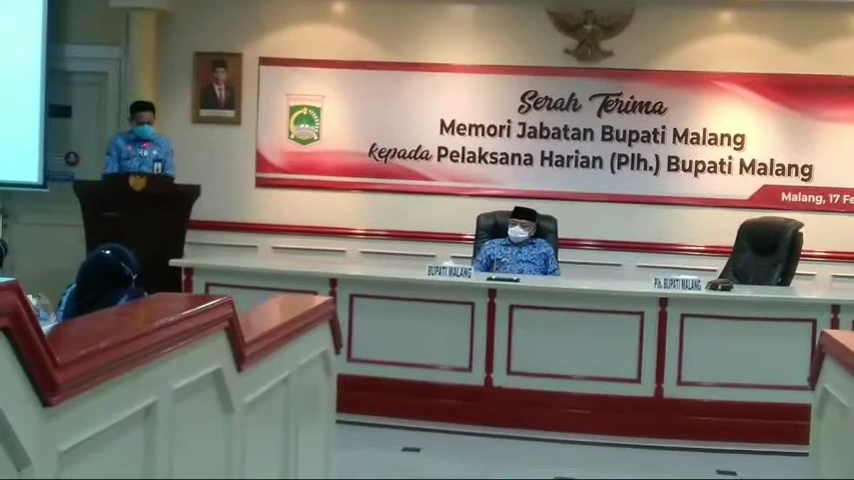 Serah Terima
Memori Jabatan Bupati Malang
kepada Pelaksana Harian (Plh.) Bupati Malang
Malang, 17 Fe
BUPATI MALANG
Plh. BUPATI MALANG